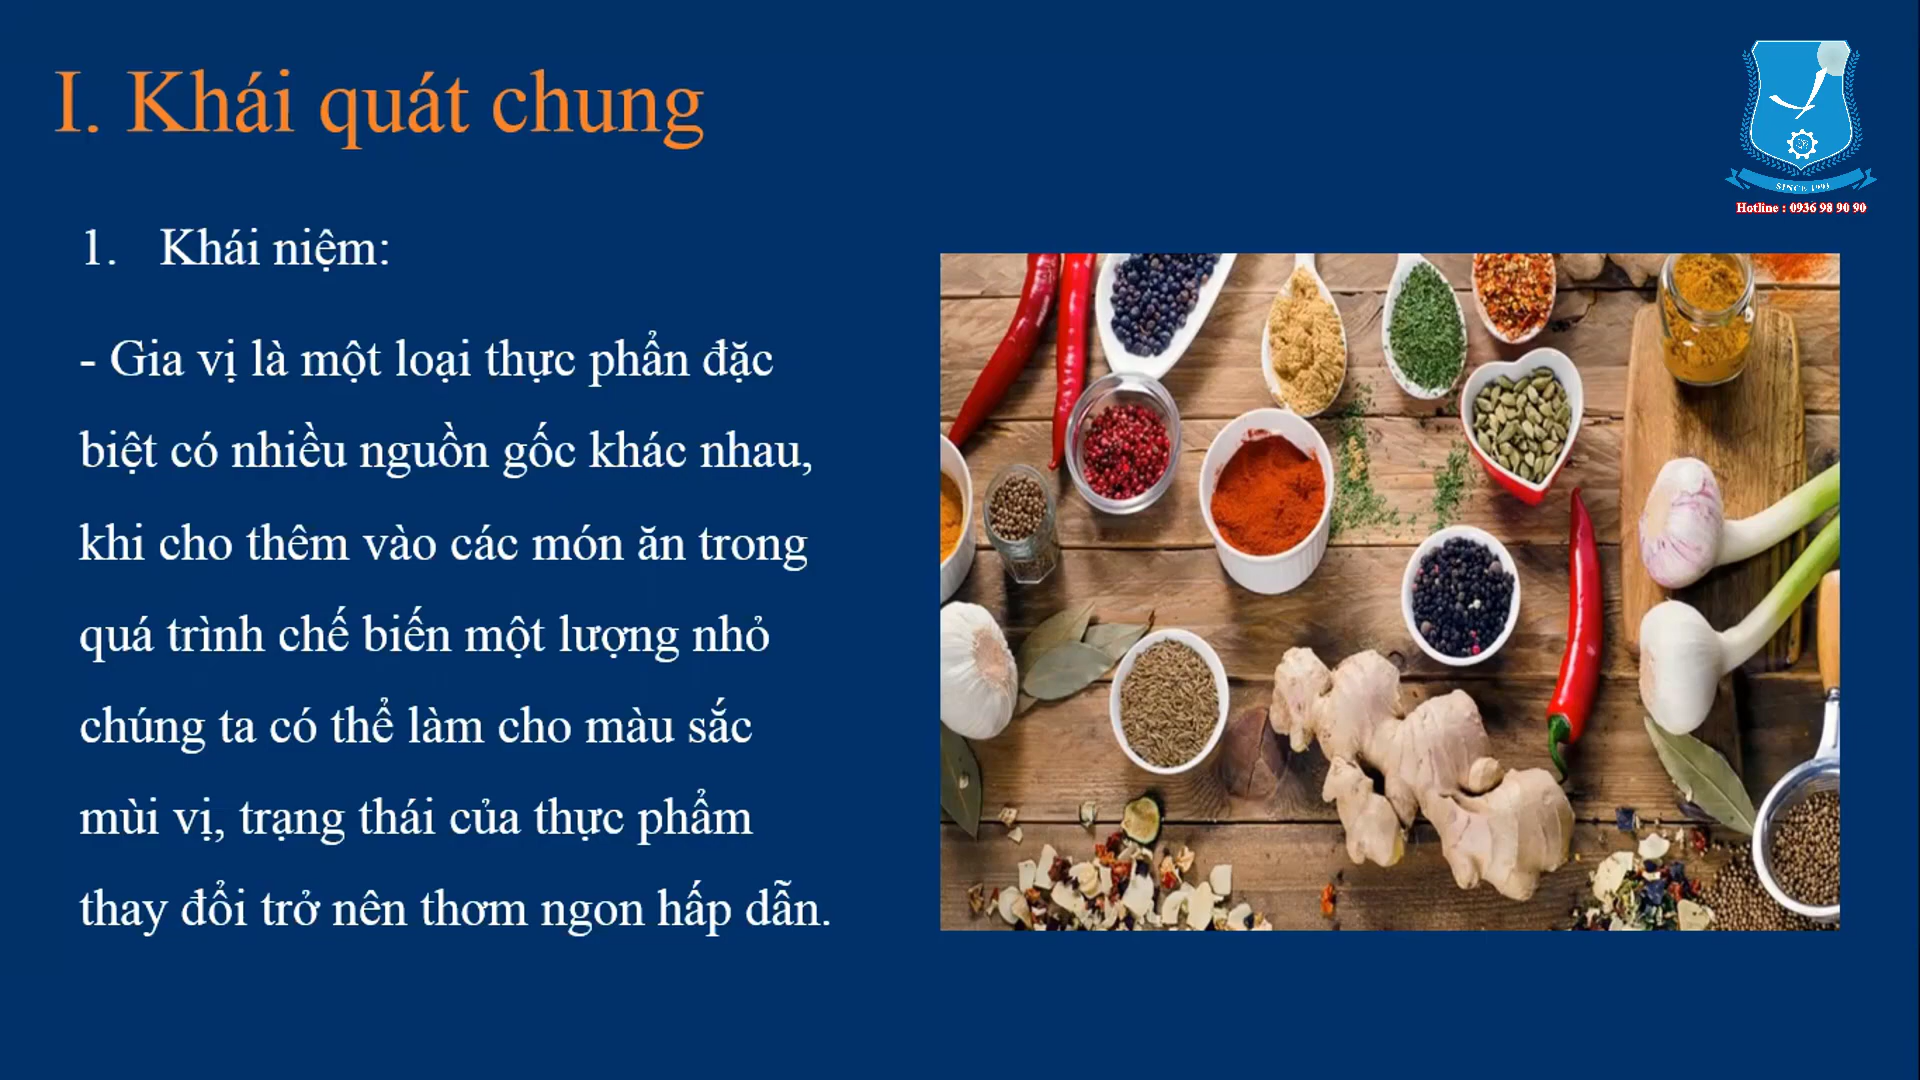 I. Khái quát chung
SINCE 1991
Hotline : 0936 98 90 90
1. Khái niệm:
- Gia vị là một loại thực phẩn đặc
biệt có nhiều nguồn gốc khác nhau,
khi cho thêm vào các món ăn trong
quá trình chế biến một lượng nhỏ
chúng ta có thể làm cho màu sắc
mùi vị, trạng thái của thực phẩm
thay đổi trở nên thơm ngon hấp dẫn.